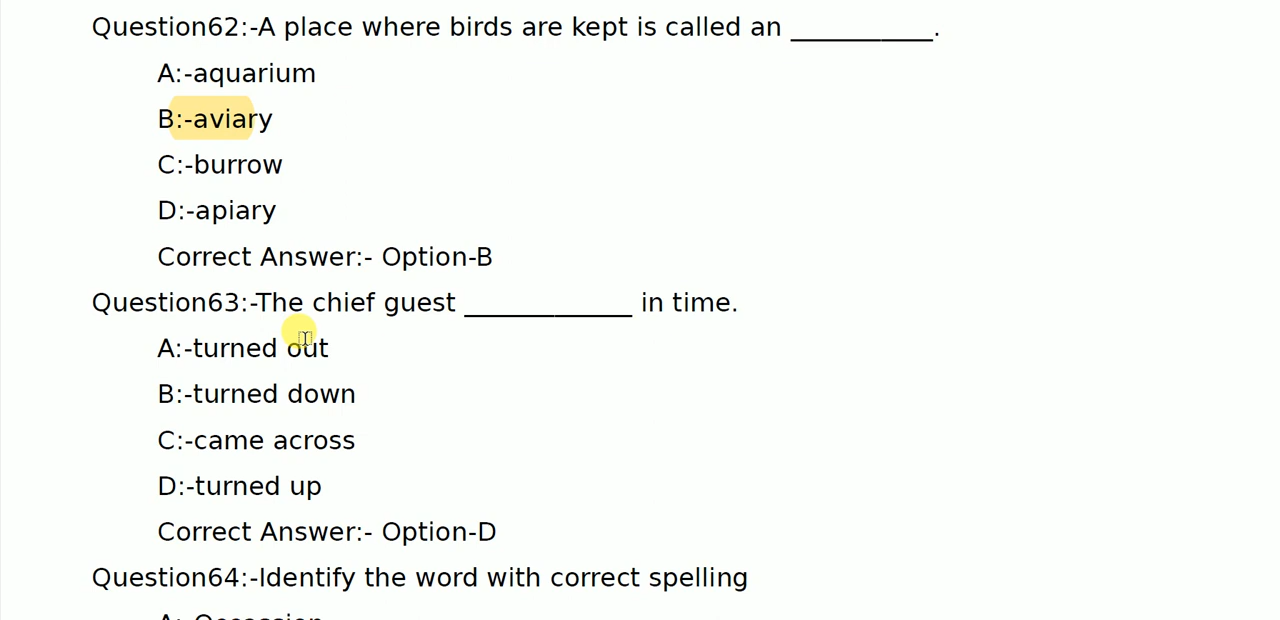 Question62:-A place where birds are kept is called an ___________.
A:-aquarium
B:-aviary
C:-burrow
D:-apiary
Correct Answer:- Option-B
Question63:-The chief guest _____________ in time.
A:-turned out
B:-turned down
C:-came across
D:-turned up
Correct Answer:- Option-D
Question64:-Identify the word with correct spelling